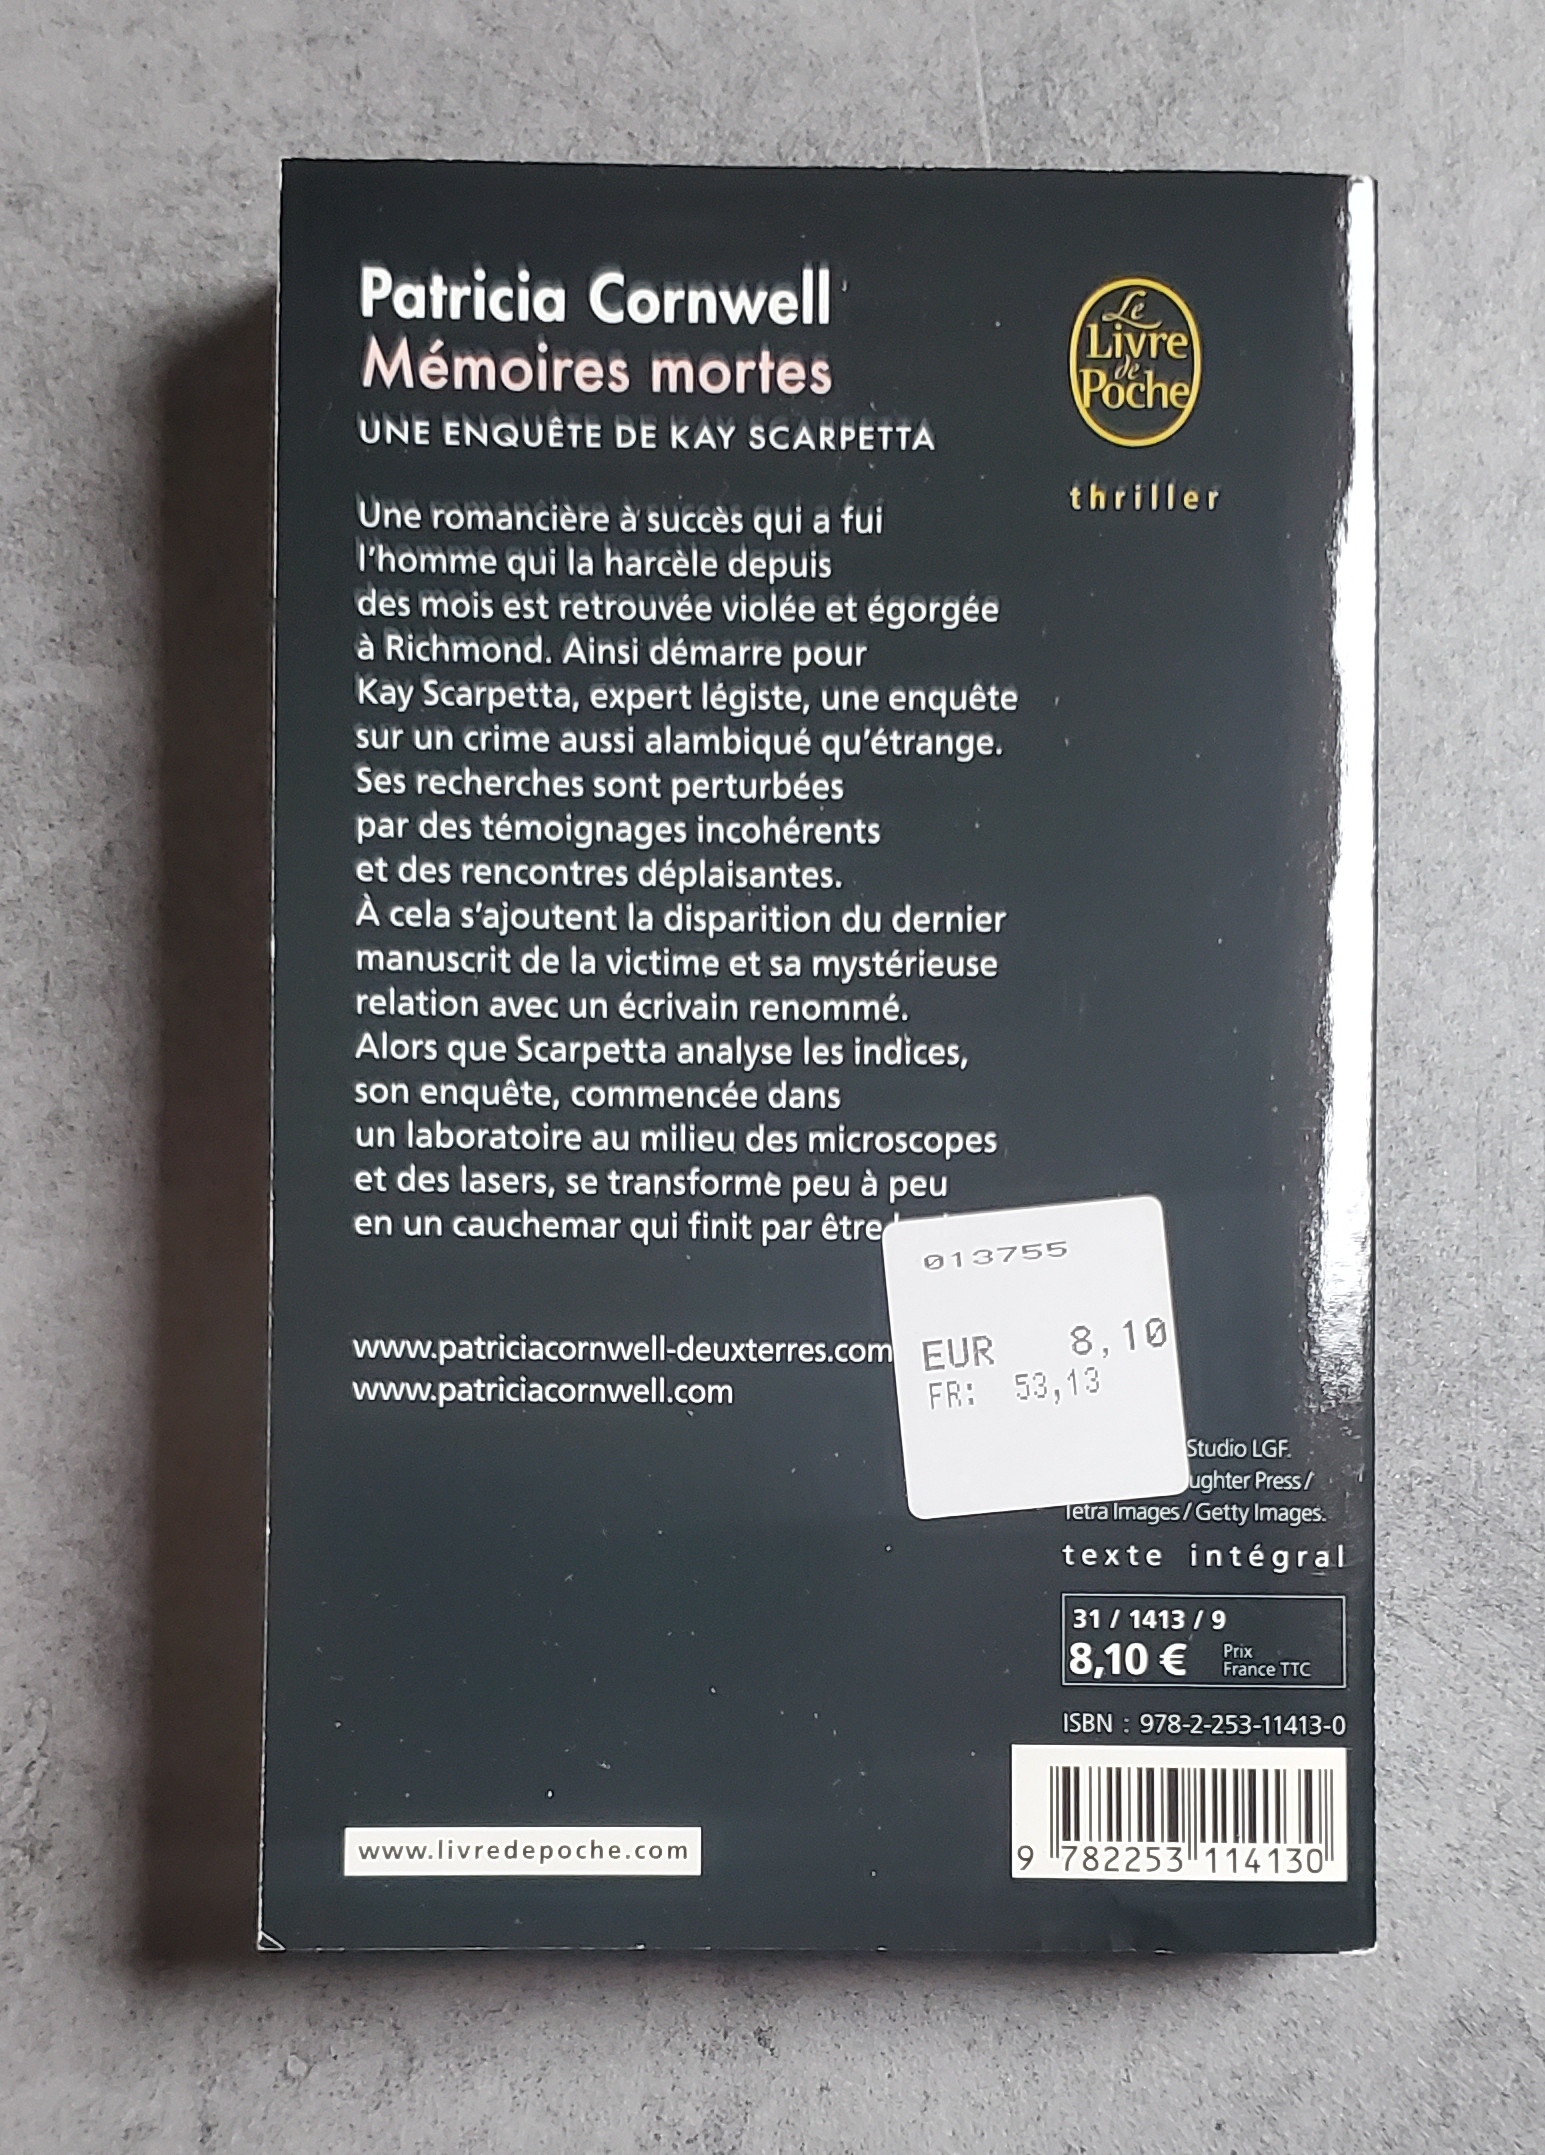 Patricia Cornwell
Mémoires mortes
UNE ENQUÊTE DE KAY SCARPETTA
Le
Livre
de
Poche
thriller
Une romancière à succès qui a fui
l'homme qui la harcèle depuis
des mois est retrouvée violée et égorgée
à Richmond. Ainsi démarre pour
Kay Scarpetta, expert légiste, une enquête
sur un crime aussi alambiqué qu'étrange.
Ses recherches sont perturbées
par des témoignages incohérents
et des rencontres déplaisantes.
À cela s'ajoutent la disparition du dernier
manuscrit de la victime et sa mystérieuse
relation avec un écrivain renommé.
Alors que Scarpetta analyse les indices,
son enquête, commencée dans
un laboratoire au milieu des microscopes
et des lasers, se transforme peu à peu
en un cauchemar qui finit par être
www.patriciacornwell-deuxterres.com
www.patriciacornwell.com
013755
EUR 8,10
FR: 53,13
Studio LGF.
Press /
Tetra Images / Getty Images.
texte intégral
31 / 1413 / 9
8,10 € Prix
France TTC
ISBN : 978-2-253-11413-0
9 782253 114130
www.livredepoche.com